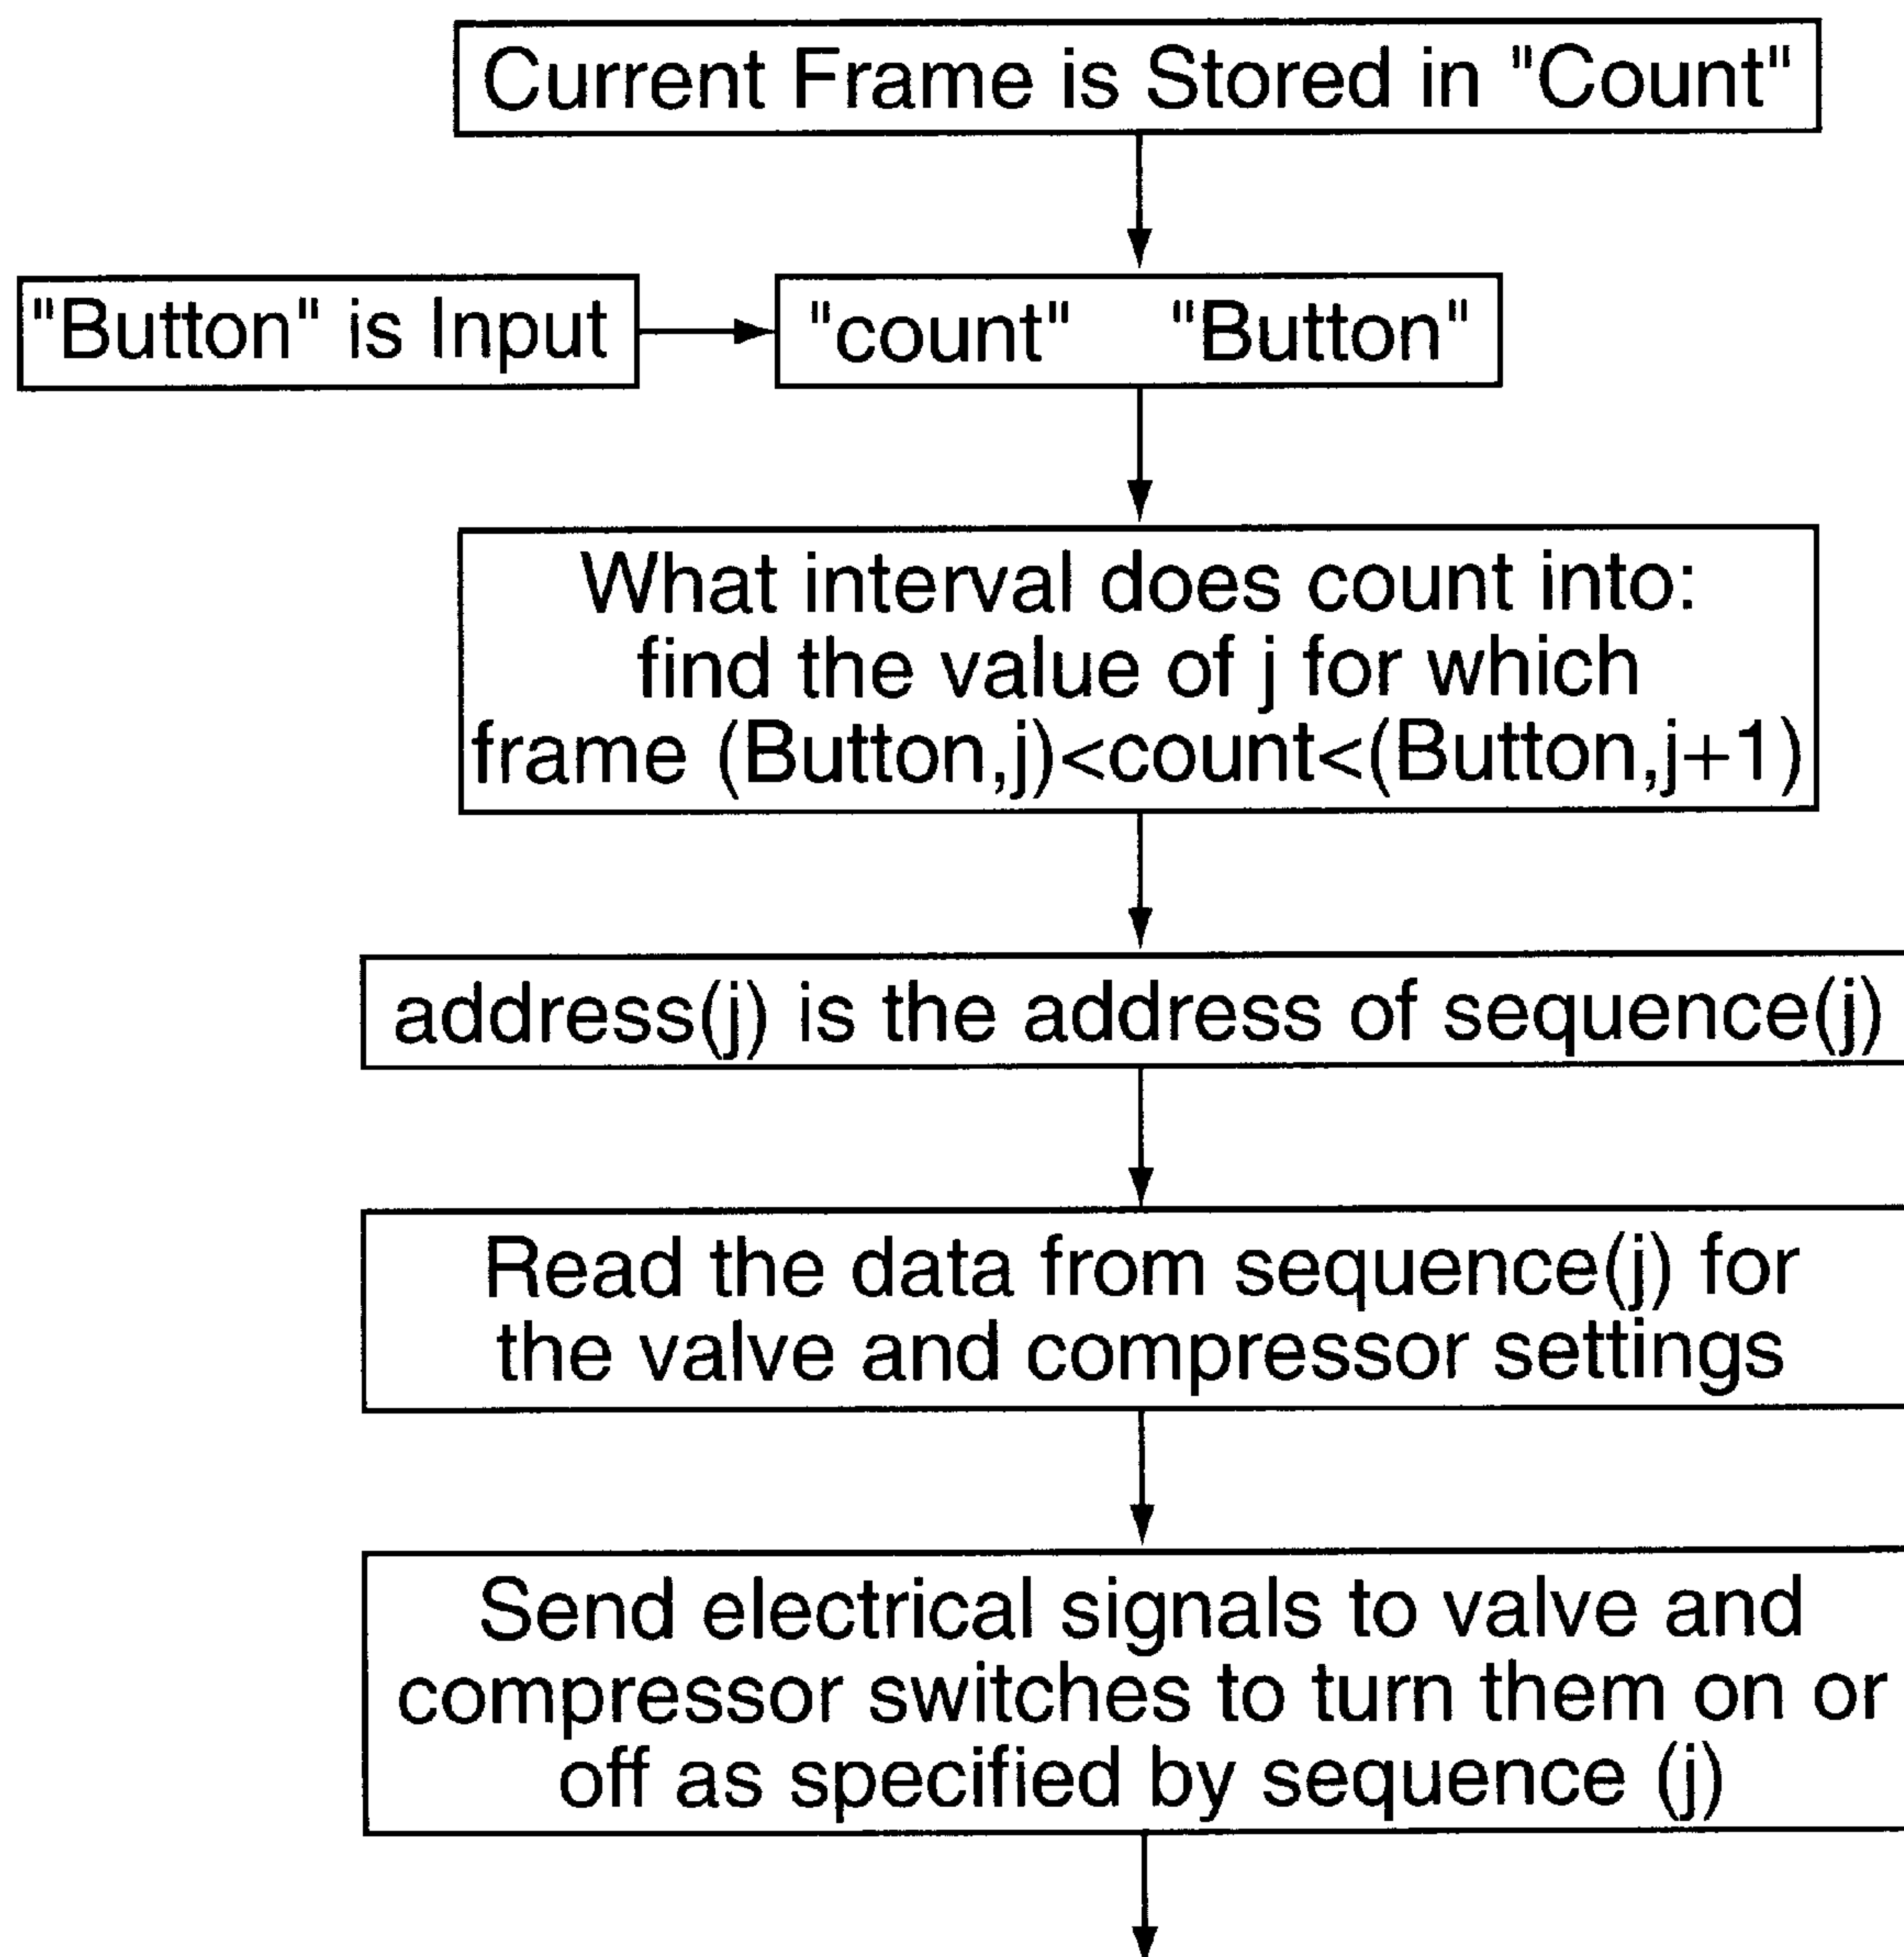 Current Frame is Stored in "Count"
"Button" is Input
"count" "Button"
What interval does count into:
find the value of j for which
frame (Button,j)<count<(Button,j+1)
address(j) is the address of sequence(j)
Read the data from sequence(j) for
the valve and compressor settings
Send electrical signals to valve and
compressor switches to turn them on or
off as specified by sequence (j)